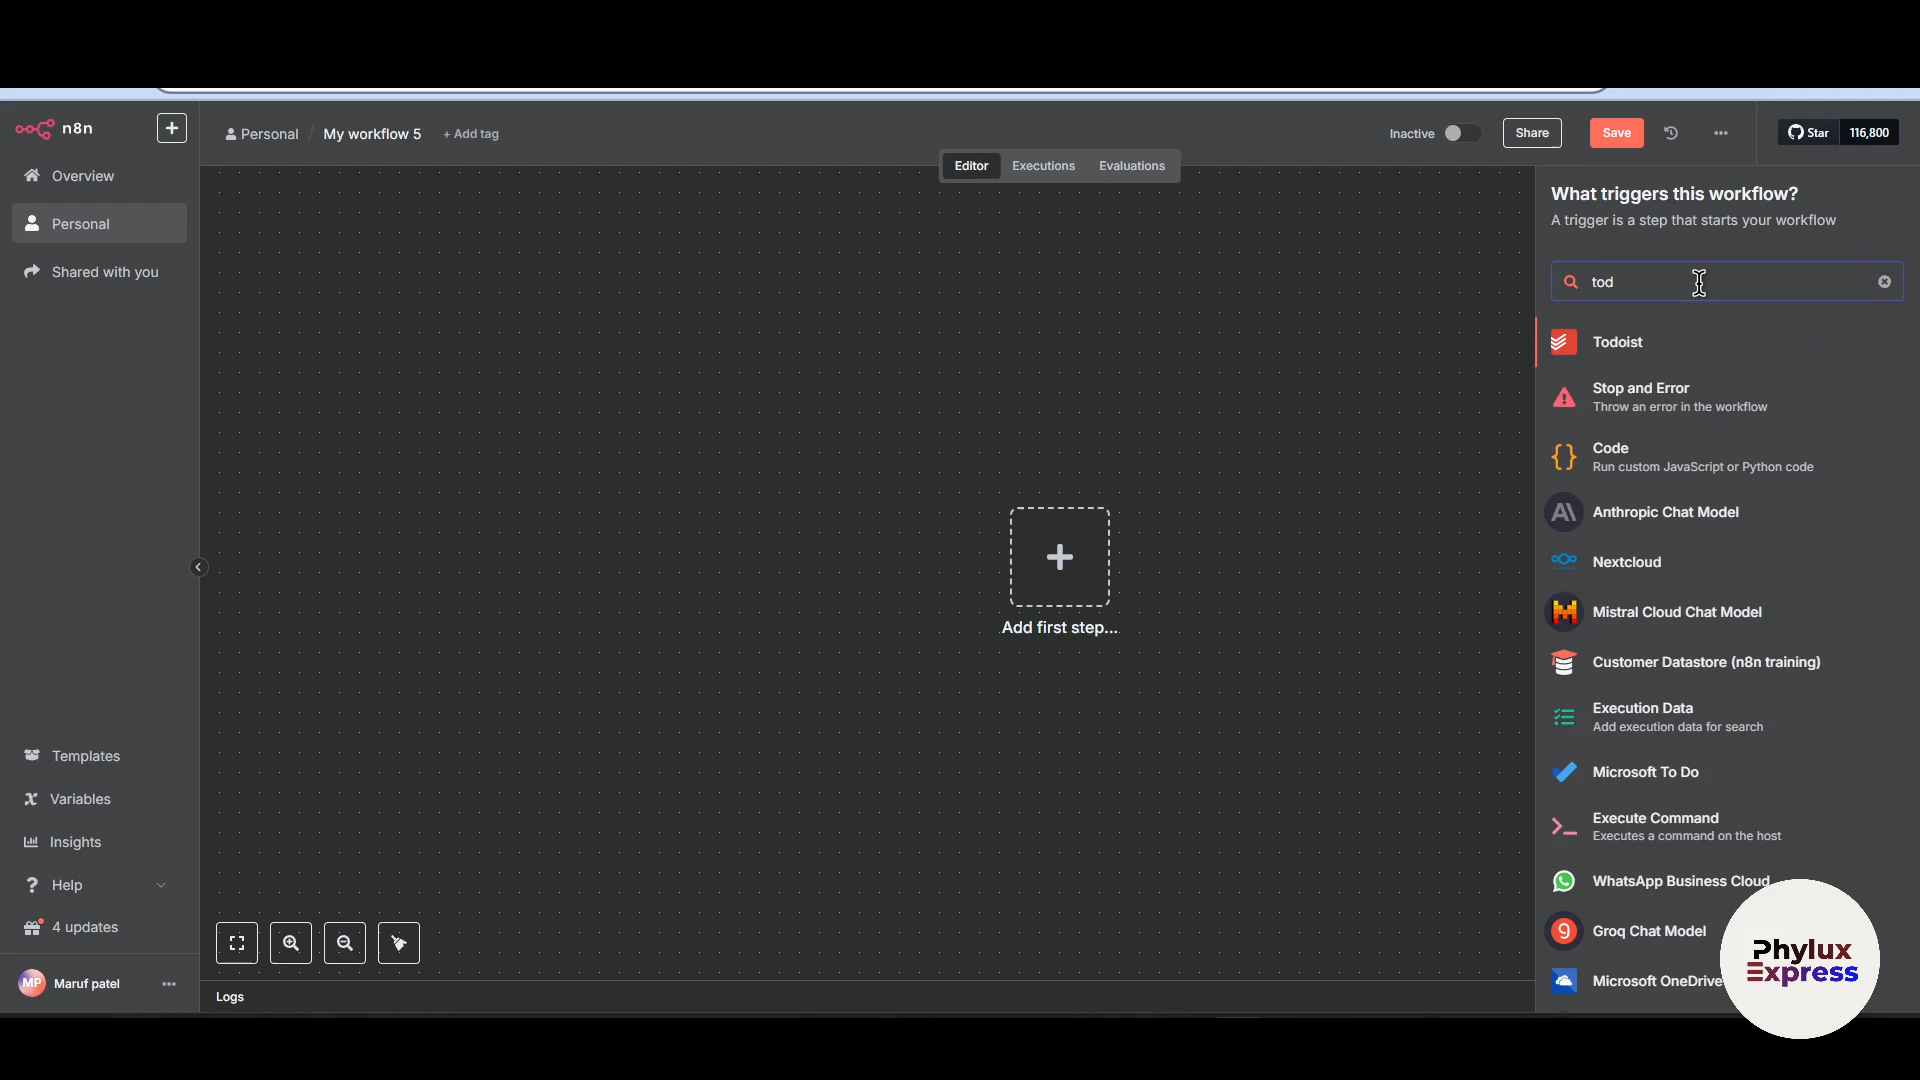 n8n
Overview
Personal
Shared with you
Templates
Variables
Insights
Help
4 updates
MP Maruf patel
Personal / My workflow 5 + Add tag
Inactive Share Save Star 116,800
Editor Executions Evaluations
Add first step...
Logs
What triggers this workflow?
A trigger is a step that starts your workflow
tod
Todoist
Stop and Error
Throw an error in the workflow
Code
Run custom JavaScript or Python code
Anthropic Chat Model
Nextcloud
Mistral Cloud Chat Model
Customer Datastore (n8n training)
Execution Data
Add execution data for search
Microsoft To Do
Execute Command
Executes a command on the host
WhatsApp Business Cloud
Groq Chat Model
Microsoft OneDrive
Phylux
Express